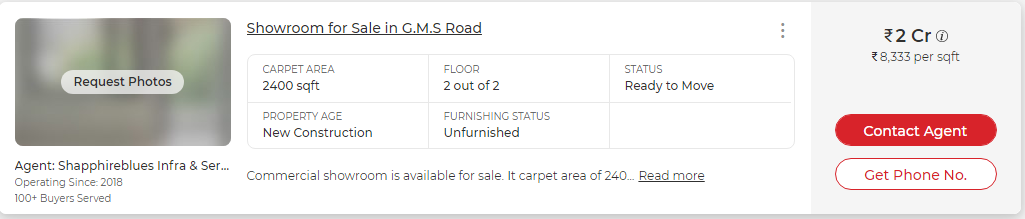 Request Photos
Agent: Shapphireblues Infra & Ser...
Operating Since: 2018
100+ Buyers Served
Showroom for Sale in G.M.S Road
CARPET AREA
2400 sqft
FLOOR
2 out of 2
STATUS
Ready to Move
PROPERTY AGE
New Construction
FURNISHING STATUS
Unfurnished
Commercial showroom is available for sale. It carpet area of 240... Read more
₹2 Cr
₹8,333 per sqft
Contact Agent
Get Phone No.